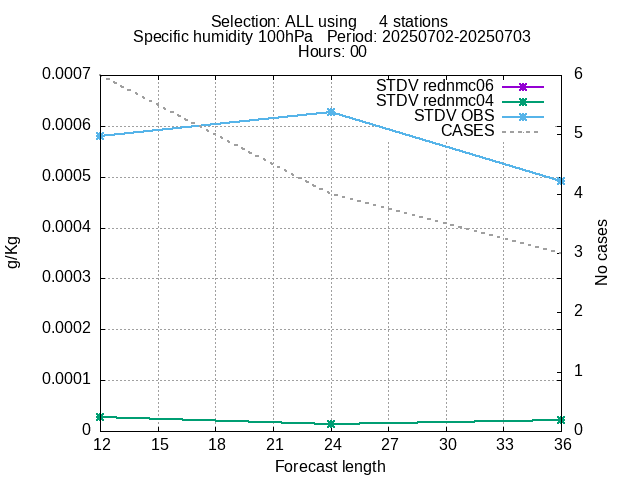 Selection: ALL using     4 stations
Specific humidity 100hPa   Period: 20250702-20250703
Hours: 00
0.0007
0.0006
0.0005
0.0004
0.0003
0.0002
0.0001
0
g/Kg
STDV rednmc06
STDV rednmc04
STDV OBS
CASES
6
5
4
3
2
1
0
No cases
12 15 18 21 24 27 30 33 36
Forecast length